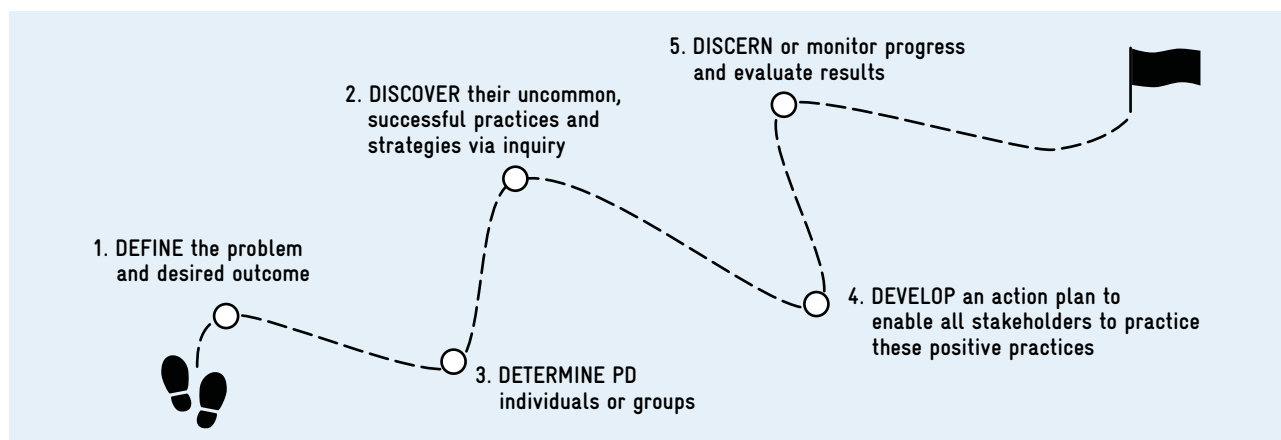 1. DEFINE the problem
and desired outcome
2. DISCOVER their uncommon,
successful practices and
strategies via inquiry
3. DETERMINE PD
individuals or groups
4. DEVELOP an action plan to
enable all stakeholders to practice
these positive practices
5. DISCERN or monitor progress
and evaluate results